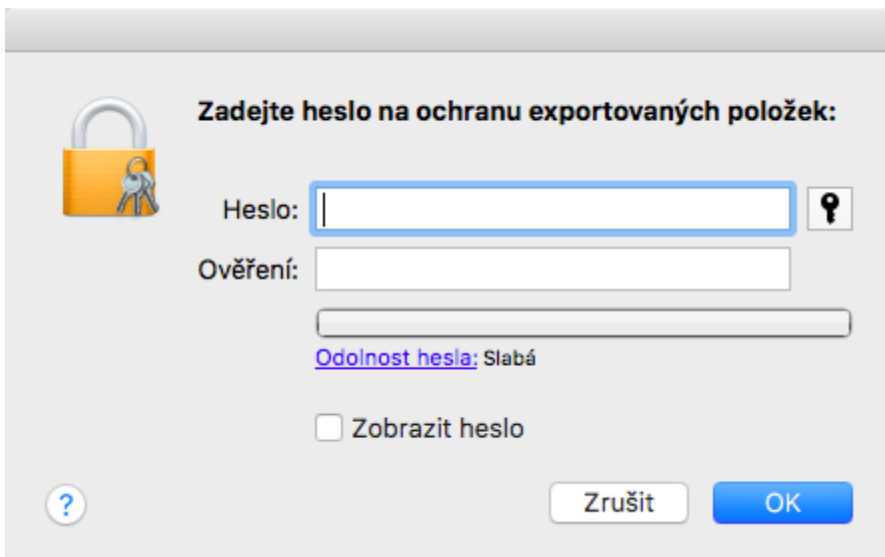 Zadejte heslo na ochranu exportovaných položek:
Heslo:
Ověření:
Odolnost hesla: Slabá
Zobrazit heslo
? Zrušit OK